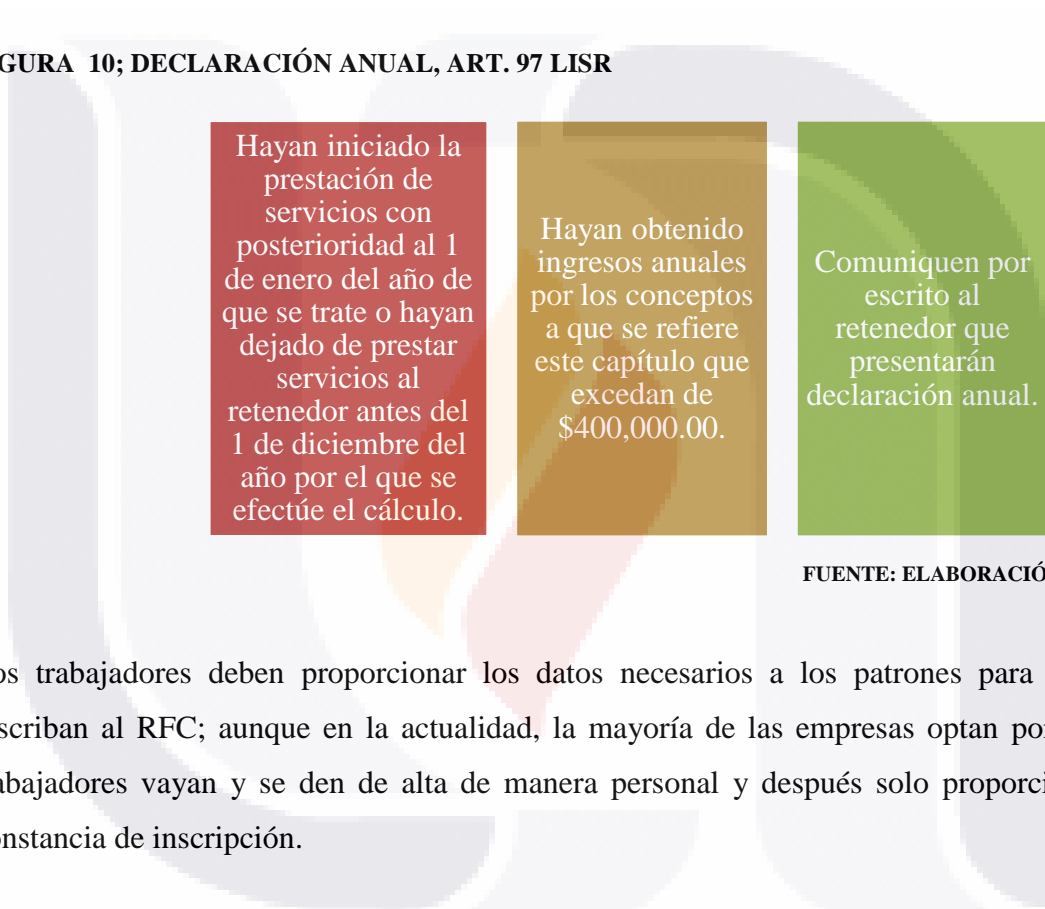 GURA 10; DECLARACIÓN ANUAL, ART. 97 LISR
Hayan iniciado la
prestación de
servicios con
posterioridad al 1
de enero del año de
que se trate o hayan
dejado de prestar
servicios al
retenedor antes del
1 de diciembre del
año por el que se
efectúe el cálculo.
Hayan obtenido
ingresos anuales
por los conceptos
a que se refiere
este capítulo que
excedan de
$400,000.00.
Comuniquen por
escrito al
retenedor que
presentarán
declaración anual.
FUENTE: ELABORACIÓ
os trabajadores deben proporcionar los datos necesarios a los patrones para
scriban al RFC; aunque en la actualidad, la mayoría de las empresas optan por
abajadores vayan y se den de alta de manera personal y después solo proporci
onstancia de inscripción.